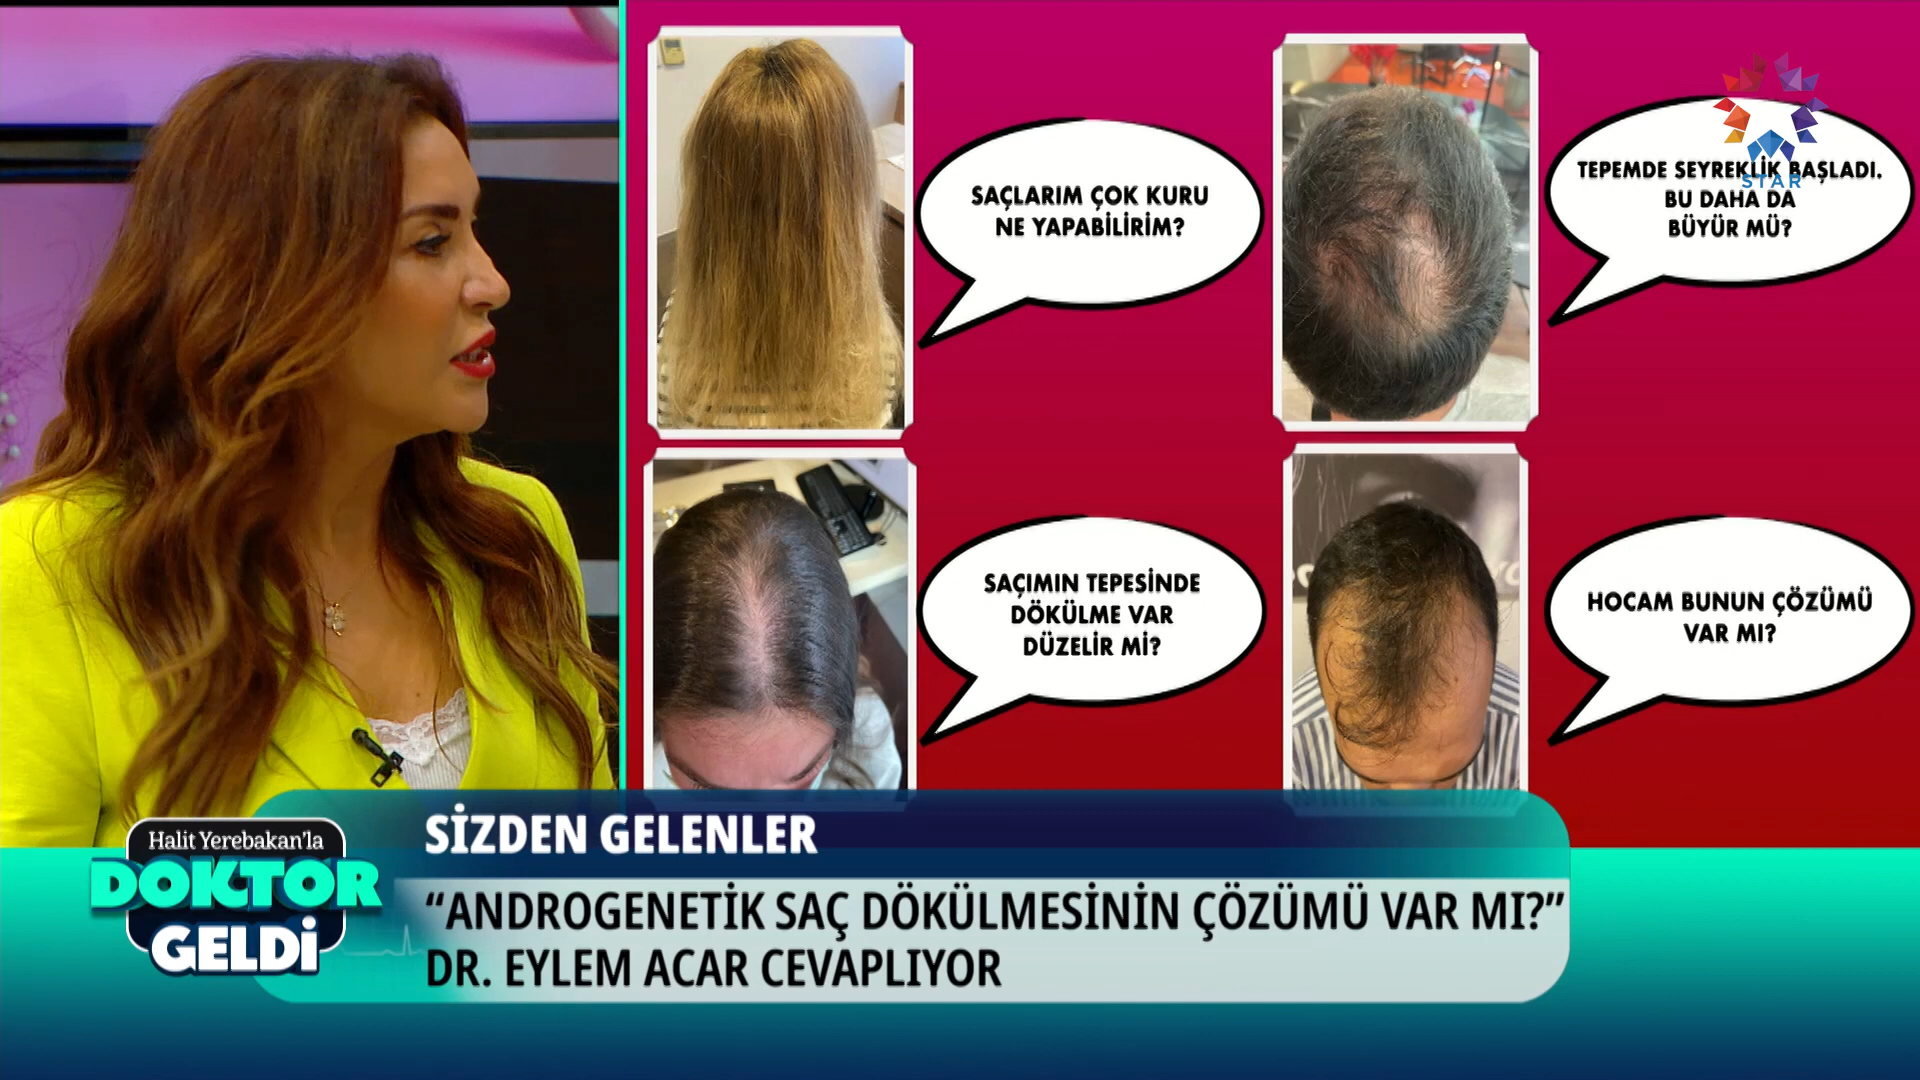 SAÇLARIM ÇOK KURU
NE YAPABİLİRİM?
TEPEMDE SEYREKLİK BAŞLADI.
BU DAHA DA
BÜYÜR MÜ?
STAR
SAÇIMIN TEPESİNDE
DÖKÜLME VAR
DÜZELİR Mİ?
HOCAM BUNUN ÇÖZÜMÜ
VAR MI?
SİZDEN GELENLER
Halit Yerebakan'la
DOKTOR
GELDİ
“ANDROGENETİK SAÇ DÖKÜLMESİNİN ÇÖZÜMÜ VAR MI?”
DR. EYLEM ACAR CEVAPLIYOR